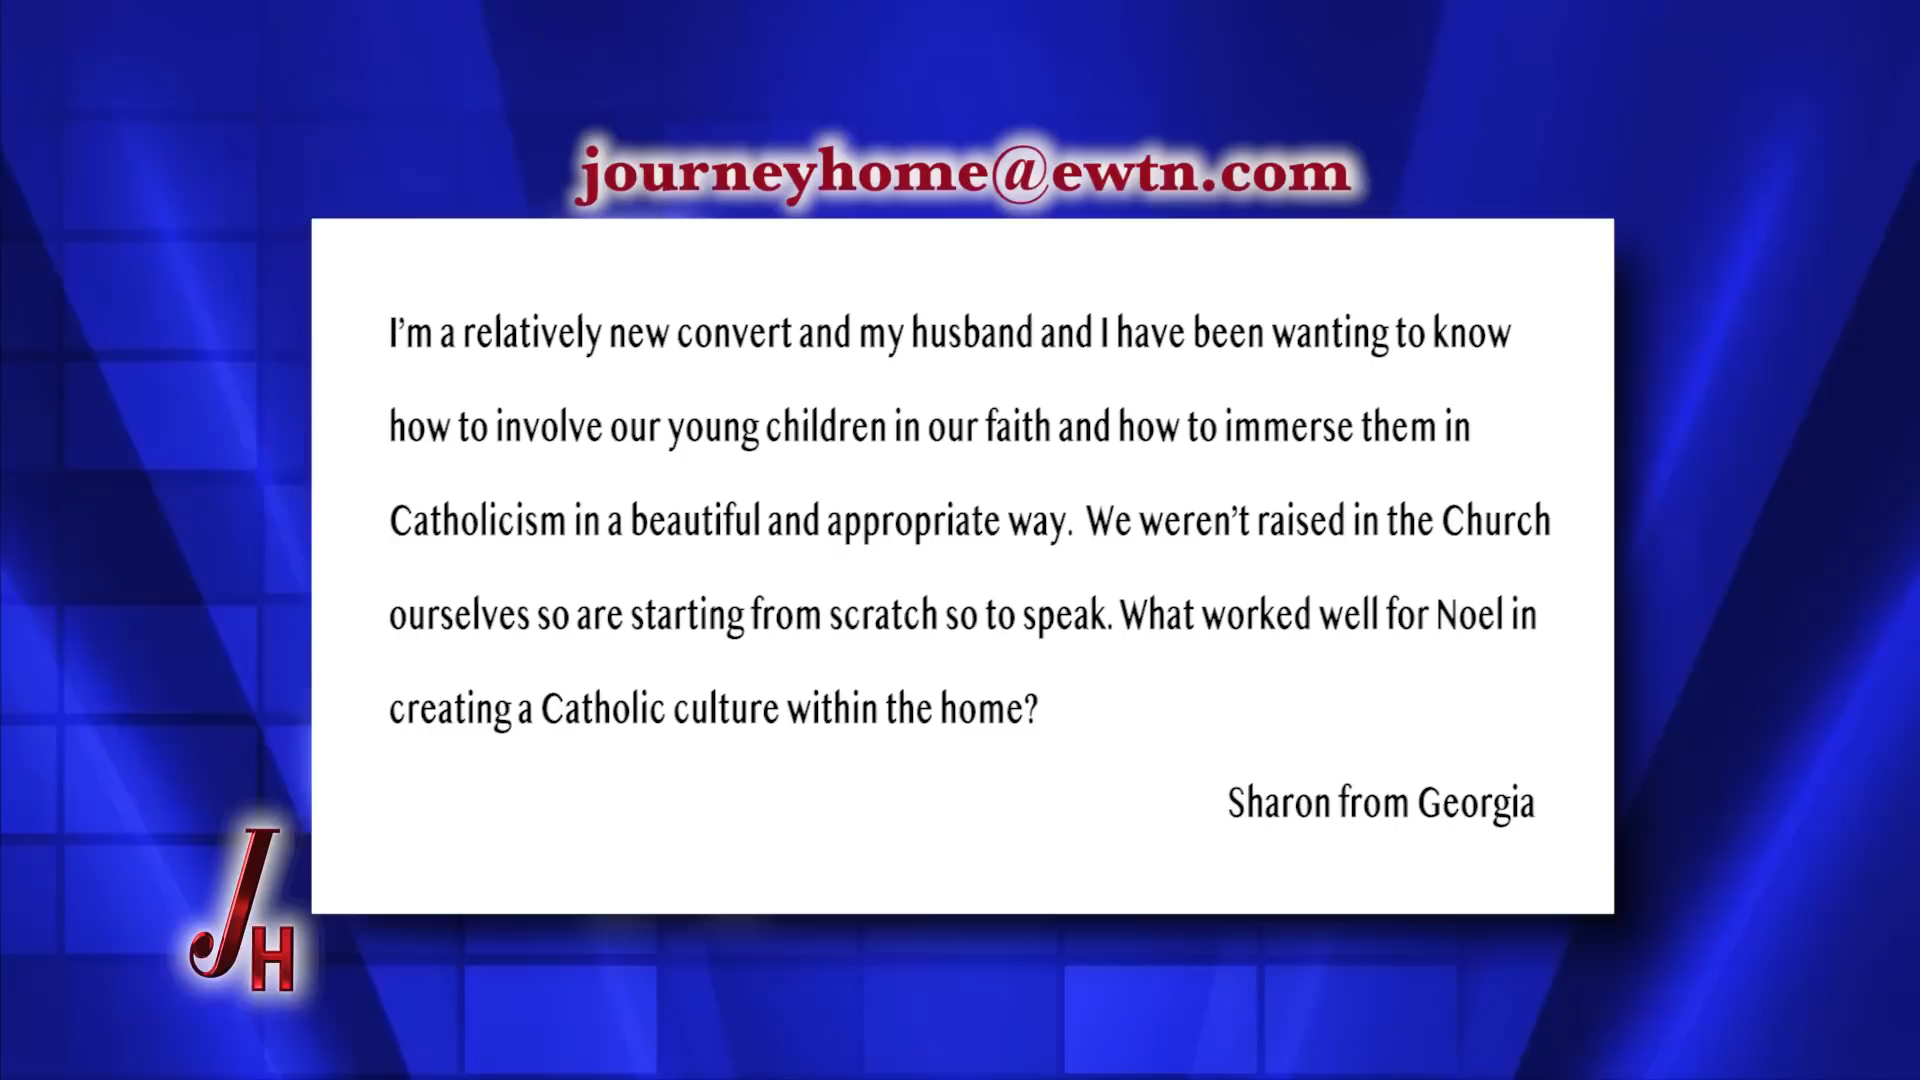 journeyhome@ewtn.com
I’m a relatively new convert and my husband and I have been wanting to know
how to involve our young children in our faith and how to immerse them in
Catholicism in a beautiful and appropriate way.  We weren’t raised in the Church
ourselves so are starting from scratch so to speak. What worked well for Noel in
creating a Catholic culture within the home?
Sharon from Georgia
JH